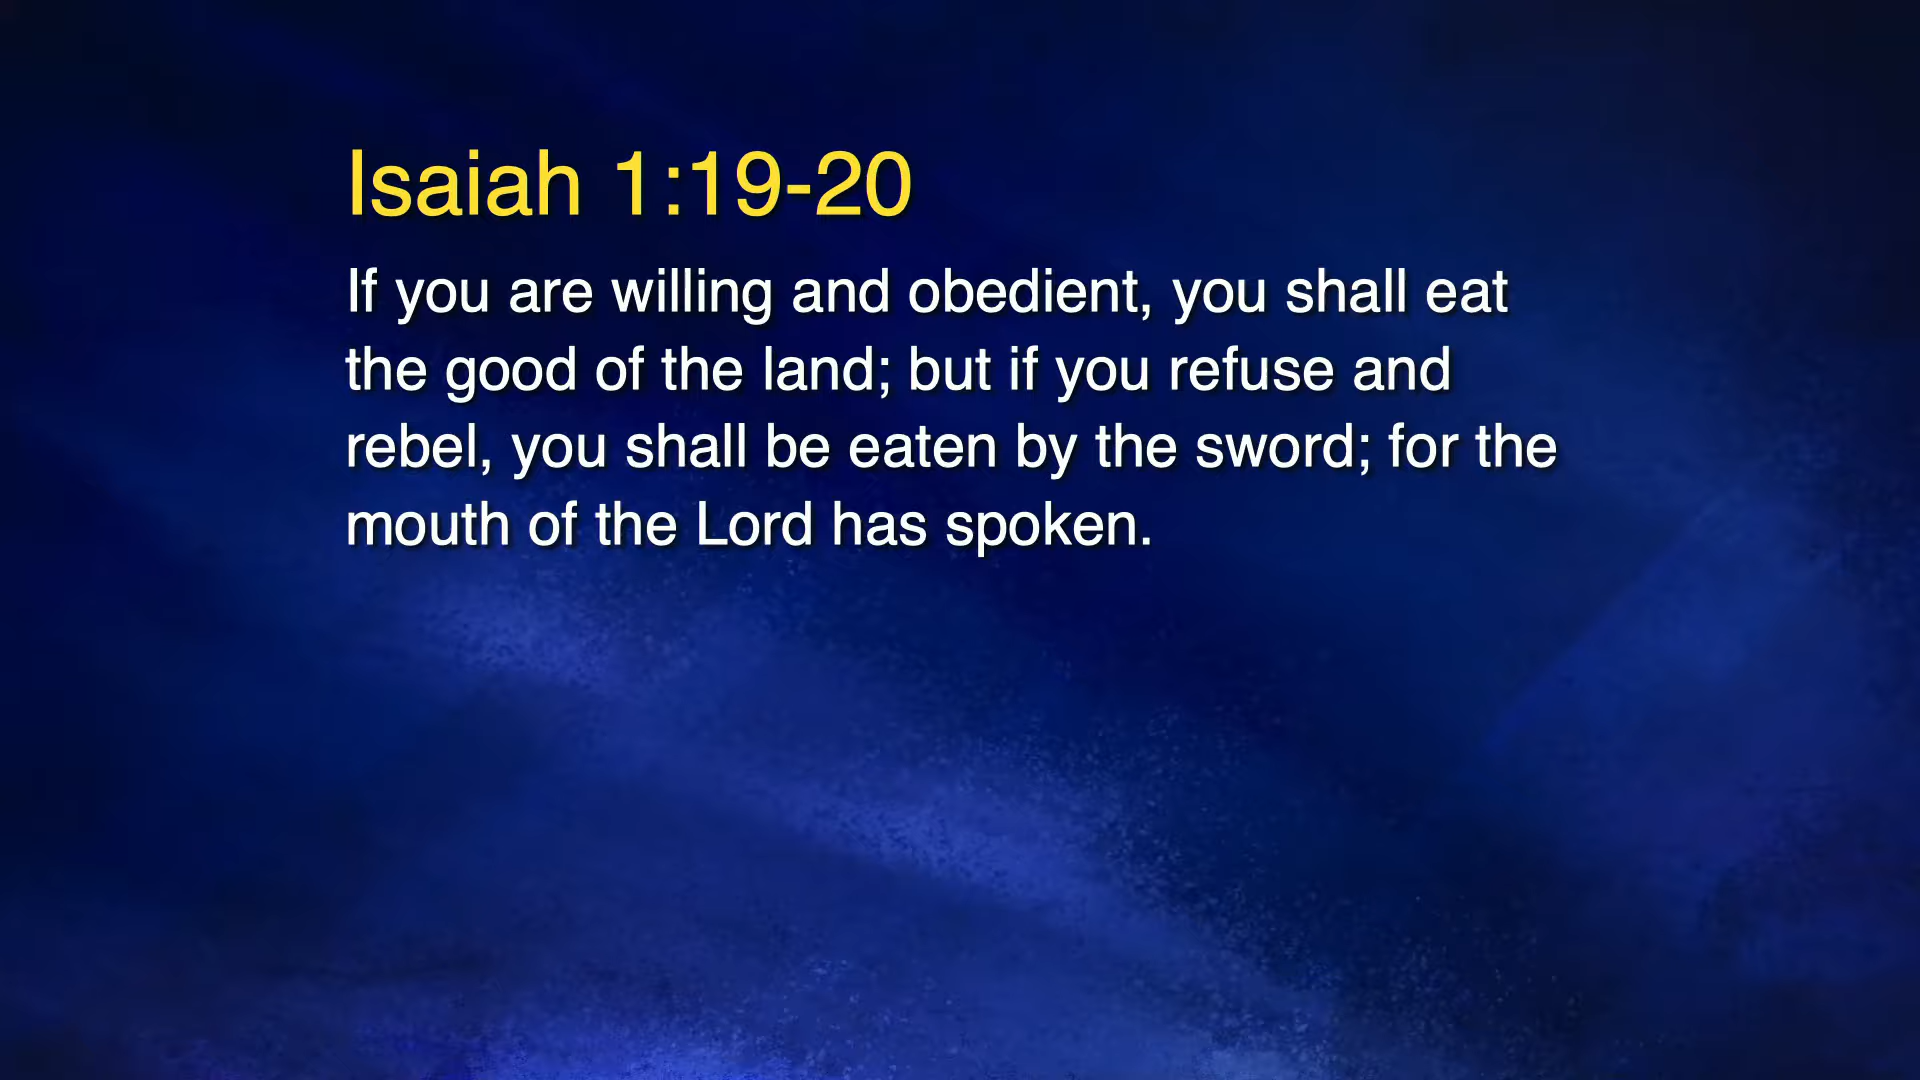 Isaiah 1:19-20
If you are willing and obedient, you shall eat
the good of the land; but if you refuse and
rebel, you shall be eaten by the sword; for the
mouth of the Lord has spoken.